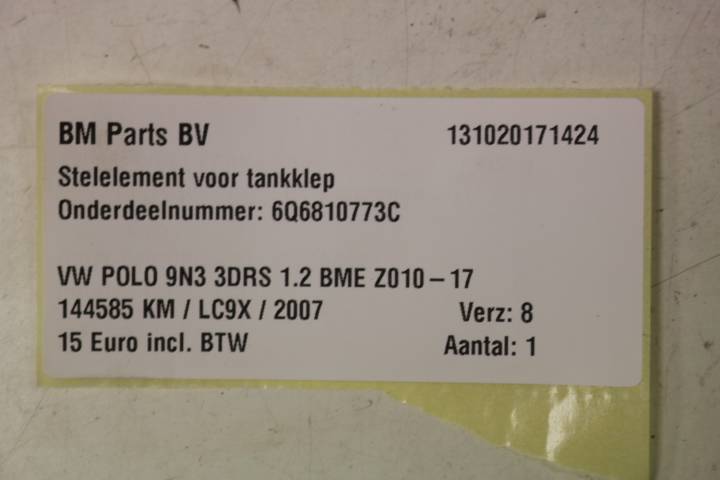 BM Parts BV 131020171424
Stelelement voor tankklep
Onderdeelnummer: 6Q6810773C
VW POLO 9N3 3DRS 1.2 BME Z010-17
144585 KM / LC9X / 2007 Verz: 8
15 Euro incl. BTW Aantal: 1